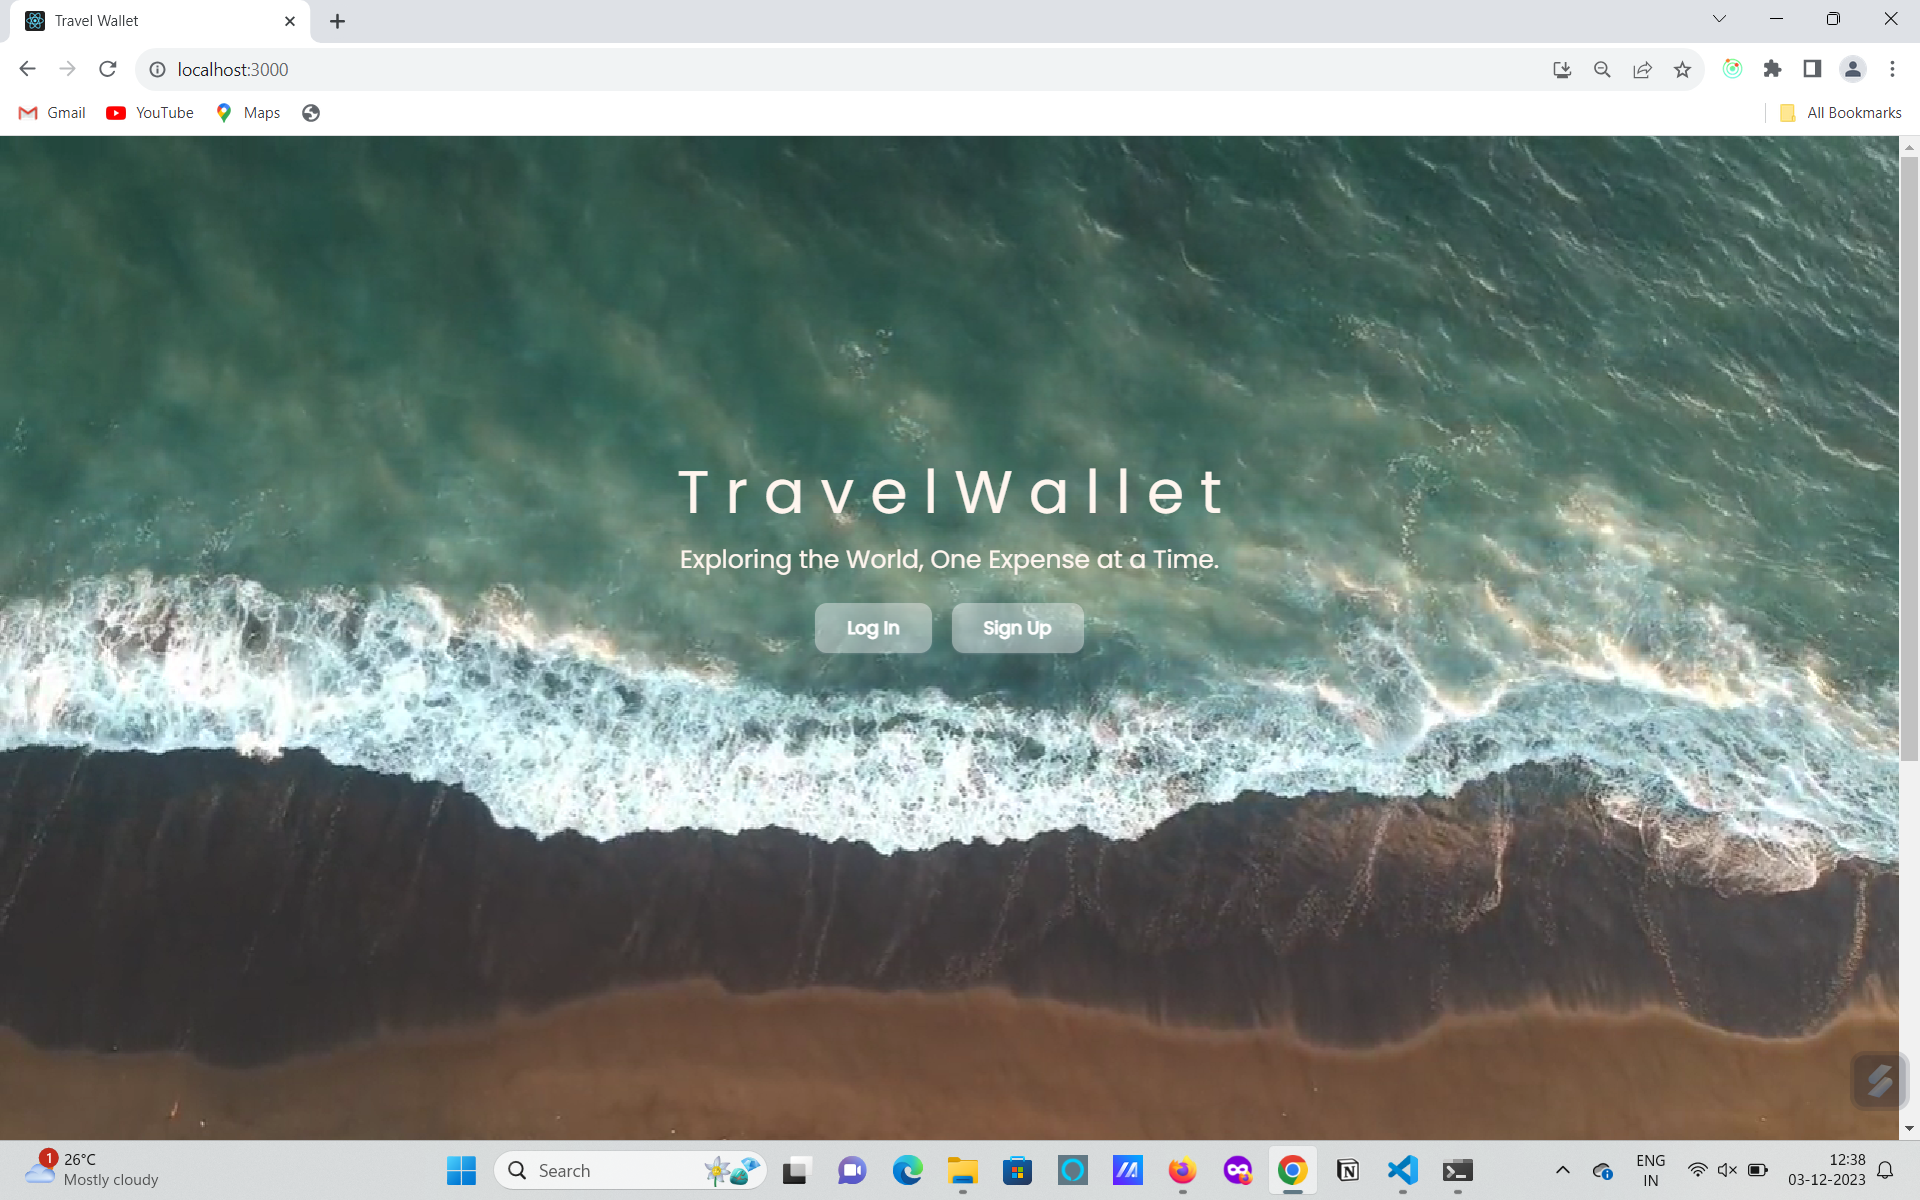 Travel Wallet
localhost:3000
Gmail YouTube Maps All Bookmarks
TravelWallet
Exploring the World, One Expense at a Time.
Log In Sign Up
1
26°C
Mostly cloudy
Search
ENG
IN
12:38
03-12-2023